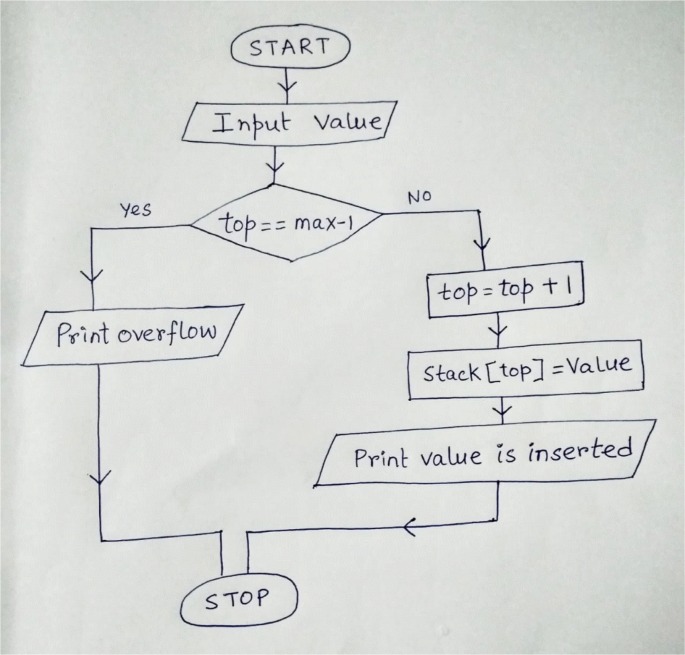 START
Input Value
Yes
No
top == max-1
top = top + 1
Print overflow
Stack [top] = Value
Print value is inserted
STOP